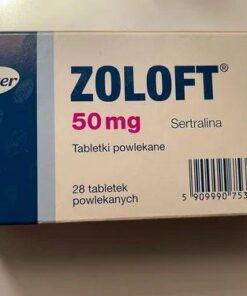 ZOLOFT®
50 mg Sertralina
Tabletki powlekane
28 tabletek
powlekanych